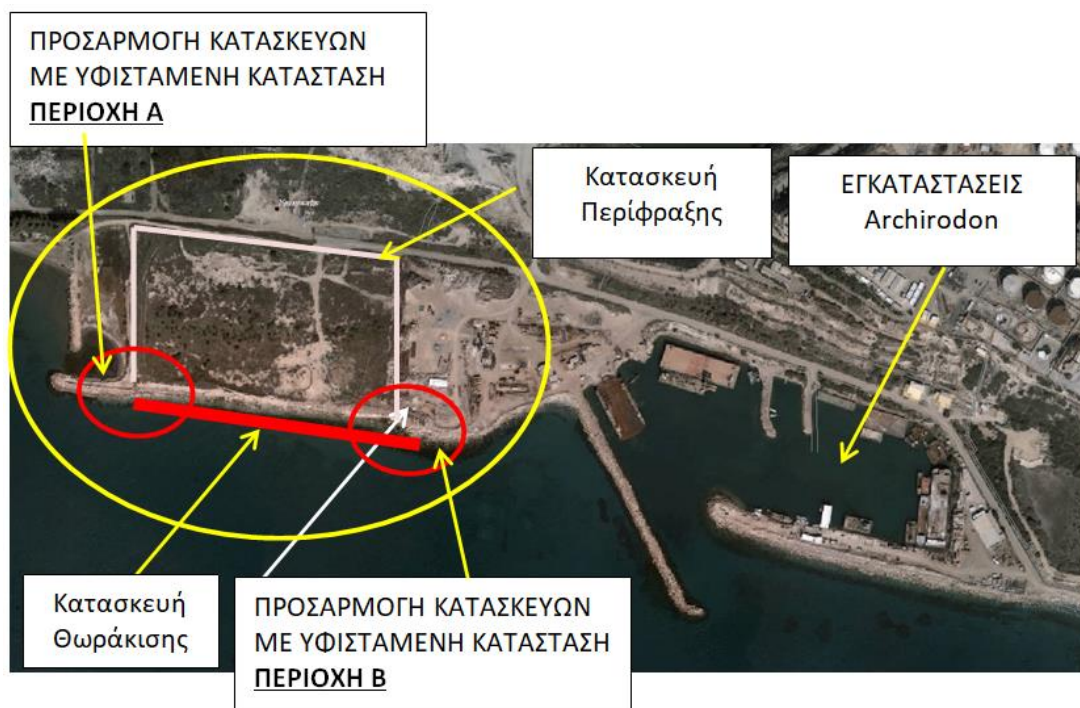 ΠΡΟΣΑΡΜΟΓΗ ΚΑΤΑΣΚΕΥΩΝ
ΜΕ ΥΦΙΣΤΑΜΕΝΗ ΚΑΤΑΣΤΑΣΗ
ΠΕΡΙΟΧΗ Α
Κατασκευή
Περίφραξης
ΕΓΚΑΤΑΣΤΑΣΕΙΣ
Archirodon
Κατασκευή
Θωράκισης
ΠΡΟΣΑΡΜΟΓΗ ΚΑΤΑΣΚΕΥΩΝ
ΜΕ ΥΦΙΣΤΑΜΕΝΗ ΚΑΤΑΣΤΑΣΗ
ΠΕΡΙΟΧΗ Β